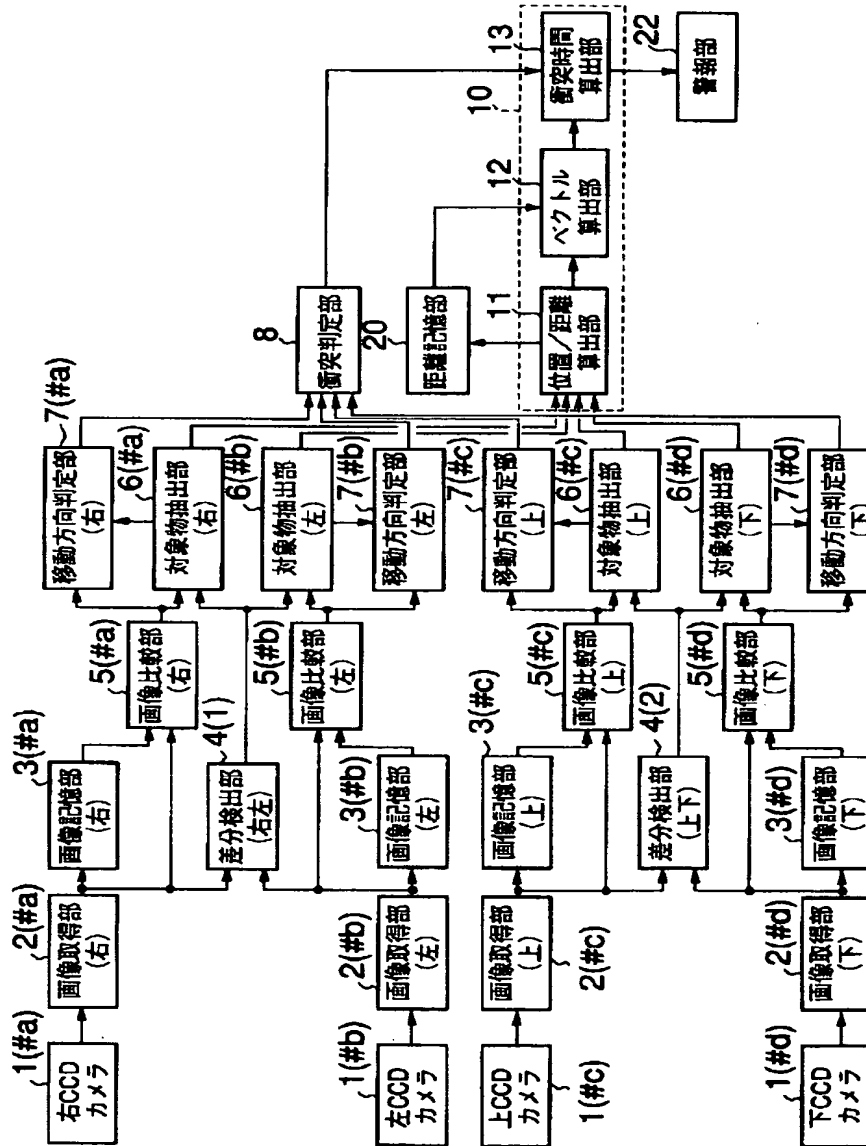 1(#a)
右CCD
カメラ
2(#a)
画像取得部
(右)
3(#a)
画像記憶部
(右)
4(1)
差分検出部
(右左)
5(#a)
画像比較部
(右)
6(#a)
対象物抽出部
(右)
7(#a)
移動方向判定部
(右)
1(#b)
左CCD
カメラ
2(#b)
画像取得部
(左)
3(#b)
画像記憶部
(左)
5(#b)
画像比較部
(左)
6(#b)
対象物抽出部
(左)
7(#b)
移動方向判定部
(左)
1(#c)
上CCD
カメラ
2(#c)
画像取得部
(上)
3(#c)
画像記憶部
(上)
4(2)
差分検出部
(上下)
5(#c)
画像比較部
(上)
7(#c)
移動方向判定部
(上)
6(#c)
対象物抽出部
(上)
1(#d)
下CCD
カメラ
2(#d)
画像取得部
(下)
3(#d)
画像記憶部
(下)
5(#d)
画像比較部
(下)
6(#d)
対象物抽出部
(下)
7(#d)
移動方向判定部
(下)
8
衝突判定部
20
距離記憶部
10
11
位置/距離
算出部
12
ベクトル
算出部
13
衝突時間
算出部
22
警報部